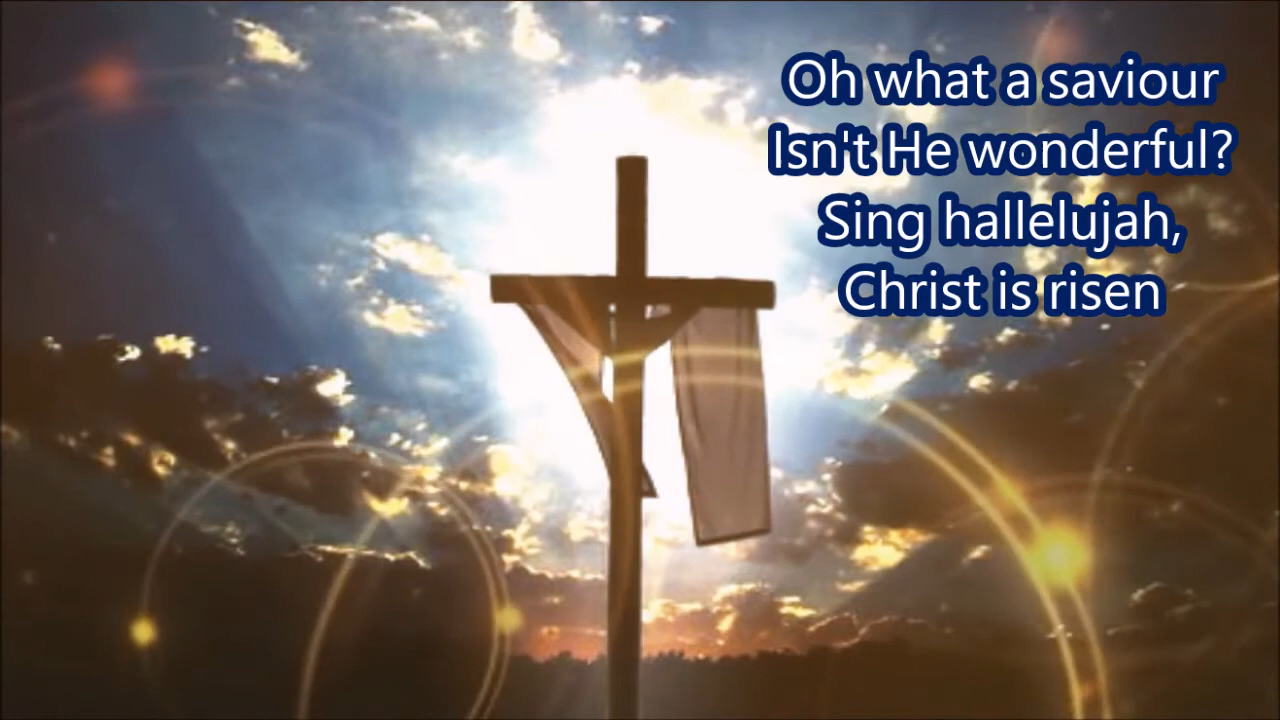 Oh what a saviour
Isn't He wonderful?
Sing hallelujah,
Christ is risen